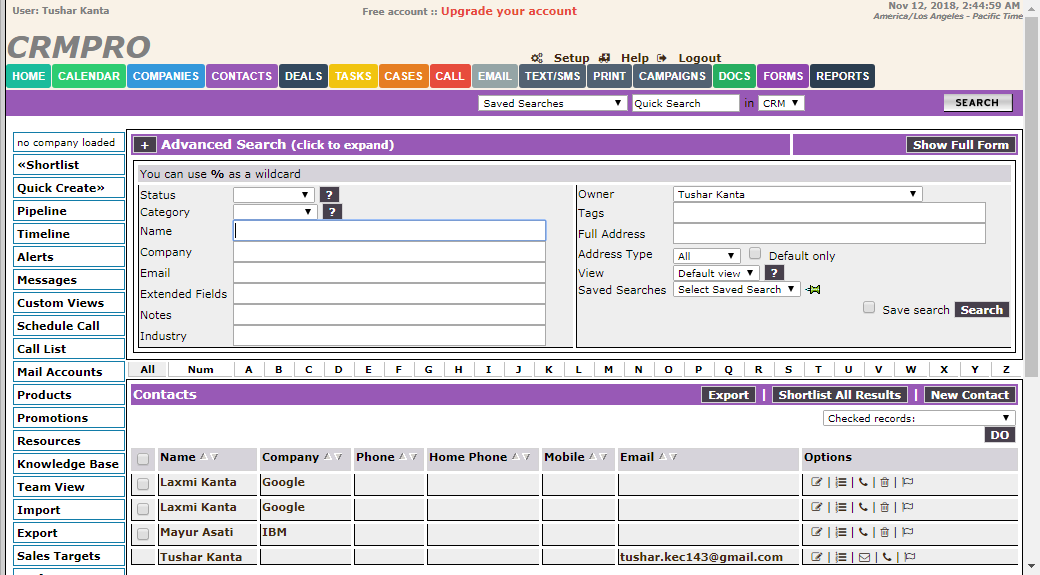 User: Tushar Kanta
Free account :: Upgrade your account
Nov 12, 2018, 2:44:59 AM
America/Los Angeles - Pacific Time
CRMPRO
Setup Help Logout
HOME CALENDAR COMPANIES CONTACTS DEALS TASKS CASES CALL EMAIL TEXT/SMS PRINT CAMPAIGNS DOCS FORMS REPORTS
Saved Searches Quick Search in CRM SEARCH
no company loaded
«Shortlist
Quick Create»
Pipeline
Timeline
Alerts
Messages
Custom Views
Schedule Call
Call List
Mail Accounts
Products
Promotions
Resources
Knowledge Base
Team View
Import
Export
Sales Targets
+ Advanced Search (click to expand) Show Full Form
You can use % as a wildcard
Status ?
Category ?
Name
Company
Email
Extended Fields
Notes
Industry
Owner Tushar Kanta
Tags
Full Address
Address Type All Default only
View Default view ?
Saved Searches Select Saved Search
Save search Search
All Num A B C D E F G H I J K L M N O P Q R S T U V W X Y Z
Contacts Export | Shortlist All Results | New Contact
Checked records:
DO
Name Company Phone Home Phone Mobile Email Options
Laxmi Kanta Google
Laxmi Kanta Google
Mayur Asati IBM
Tushar Kanta tushar.kec143@gmail.com